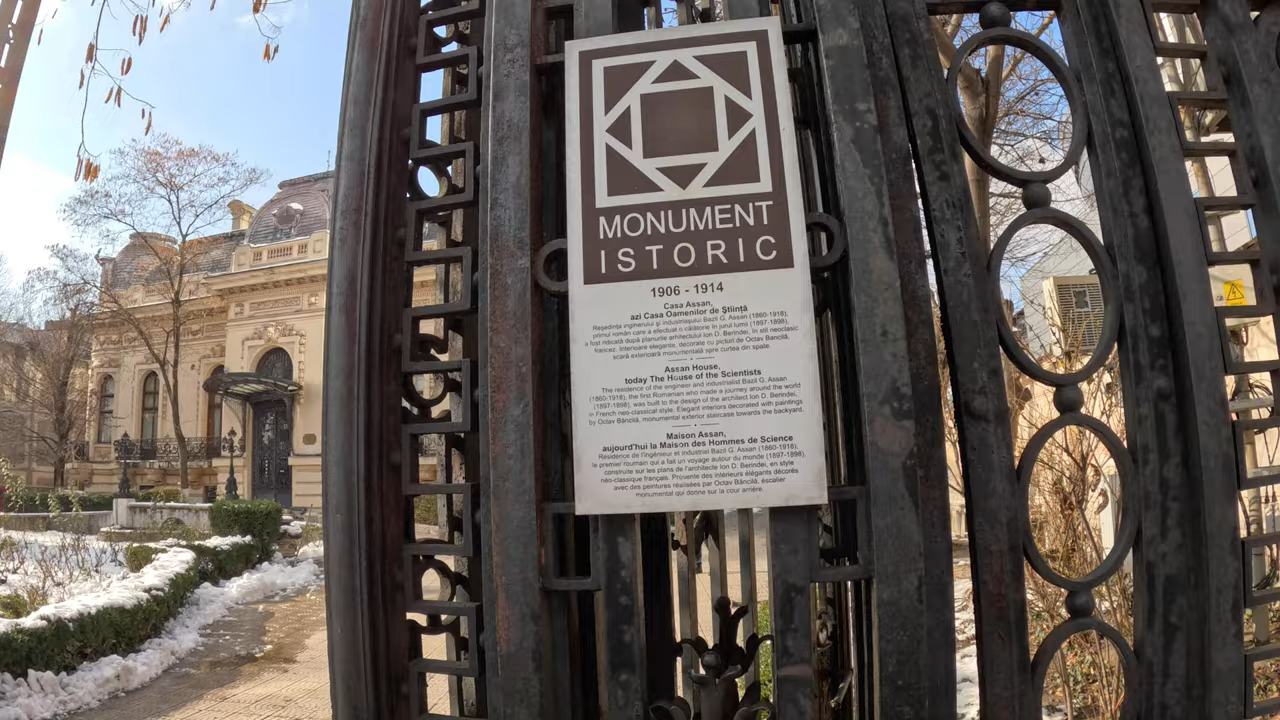 MONUMENT
ISTORIC
1906 - 1914
Casa Assan,
azi Casa Oamenilor de Ştiinţă
Reşedinţa inginerului şi industriaşului Bazil G. Assan (1860-1918),
primul român care a efectuat o călătorie în jurul lumii (1897-1898),
a fost ridicată după planurile arhitectului Ion D. Berindei, în stil neoclasic
francez. Interioare elegante, decorate cu picturi de Octav Băncilă,
scară exterioară monumentală spre curtea din spate.
Assan House,
today The House of the Scientists
The residence of the engineer and industrialist Bazil G. Assan
(1860-1918), the first Romanian who made a journey around the world
(1897-1898), was built to the design of the architect Ion D. Berindei,
in French neo-classical style. Elegant interiors decorated with paintings
by Octav Băncilă, monumental exterior staircase towards the backyard.
Maison Assan,
aujourd'hui la Maison des Hommes de Science
Residence de l'ingénieur et industriel Bazil G. Assan (1860-1918),
le premier roumain qui a fait un voyage autour du monde (1897-1898),
construite sur les plans de l'architecte Ion D. Berindei, en style
néo-classique français. Présente des intérieurs élégants décorés
avec des peintures réalisées par Octav Băncilă, escalier
monumental qui donne sur la cour arrière.